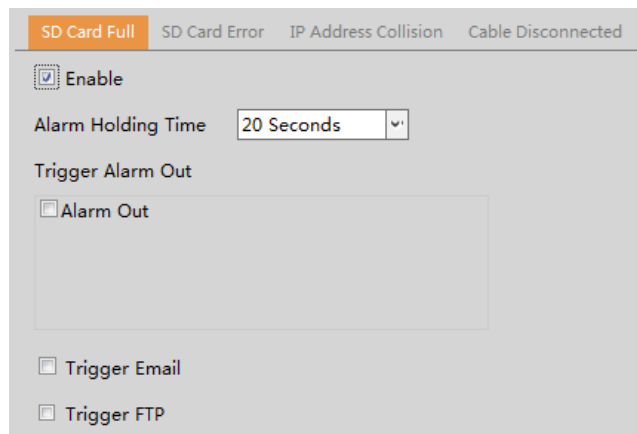 SD Card Full SD Card Error IP Address Collision Cable Disconnected
Enable
Alarm Holding Time 20 Seconds
Trigger Alarm Out
Alarm Out
Trigger Email
Trigger FTP